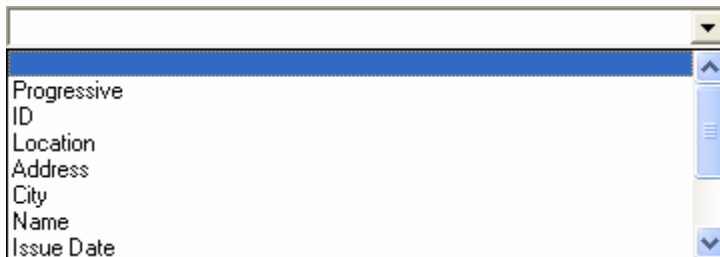 Progressive
ID
Location
Address
City
Name
Issue Date